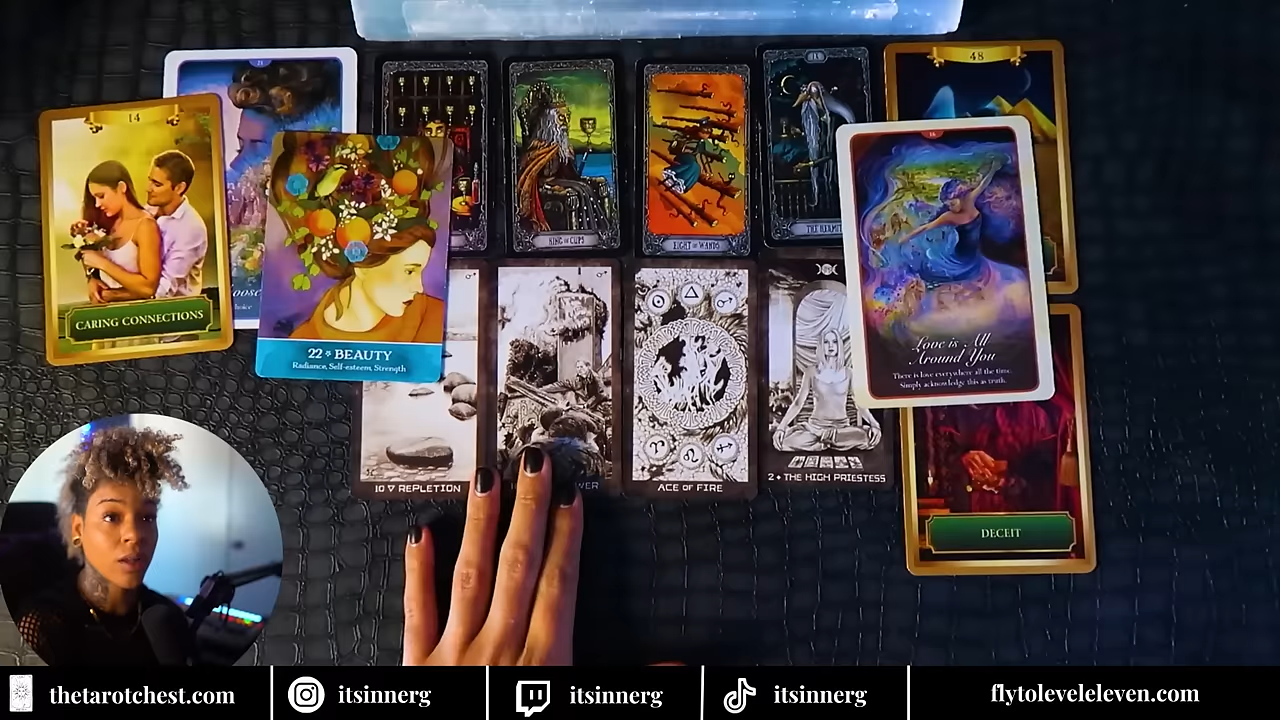 14
CARING CONNECTIONS
21
22 * BEAUTY
Radiance, Self-esteem, Strength
KING OF CUPS
EIGHT OF WANDS
THE HERMIT
48
16
Love is All
Around You
There is love everywhere all the time.
Simply acknowledge this as truth.
10 ▽ REPLETION
ACE OF FIRE
2 + THE HIGH PRIESTESS
DECEIT
thetarotchest.com
itsinnerg
itsinnerg
itsinnerg
flytoleveleleven.com